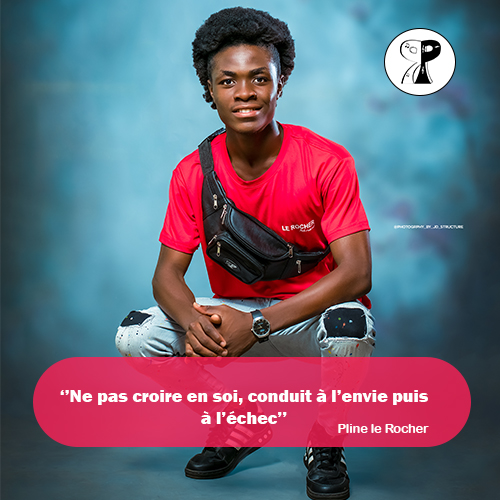 @PHOTOGRAPHY_BY_JD_STRUCTURE
LE ROCHER
‘’Ne pas croire en soi, conduit à l’envie puis
à l’échec’’
Pline le Rocher